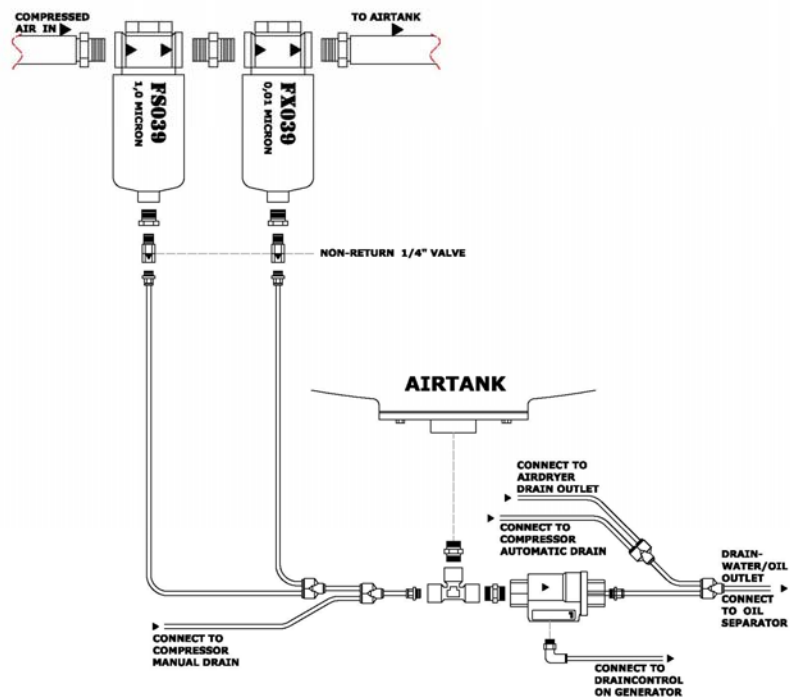 COMPRESSED
AIR IN
TO AIRTANK
FS039
1,0 MICRON
FX039
0,01 MICRON
NON-RETURN 1/4" VALVE
AIRTANK
CONNECT TO
AIRDRYER
DRAIN OUTLET
CONNECT TO
COMPRESSOR
AUTOMATIC DRAIN
DRAIN-
WATER/OIL
OUTLET
CONNECT
TO OIL
SEPARATOR
CONNECT TO
COMPRESSOR
MANUAL DRAIN
CONNECT TO
DRAINCONTROL
ON GENERATOR